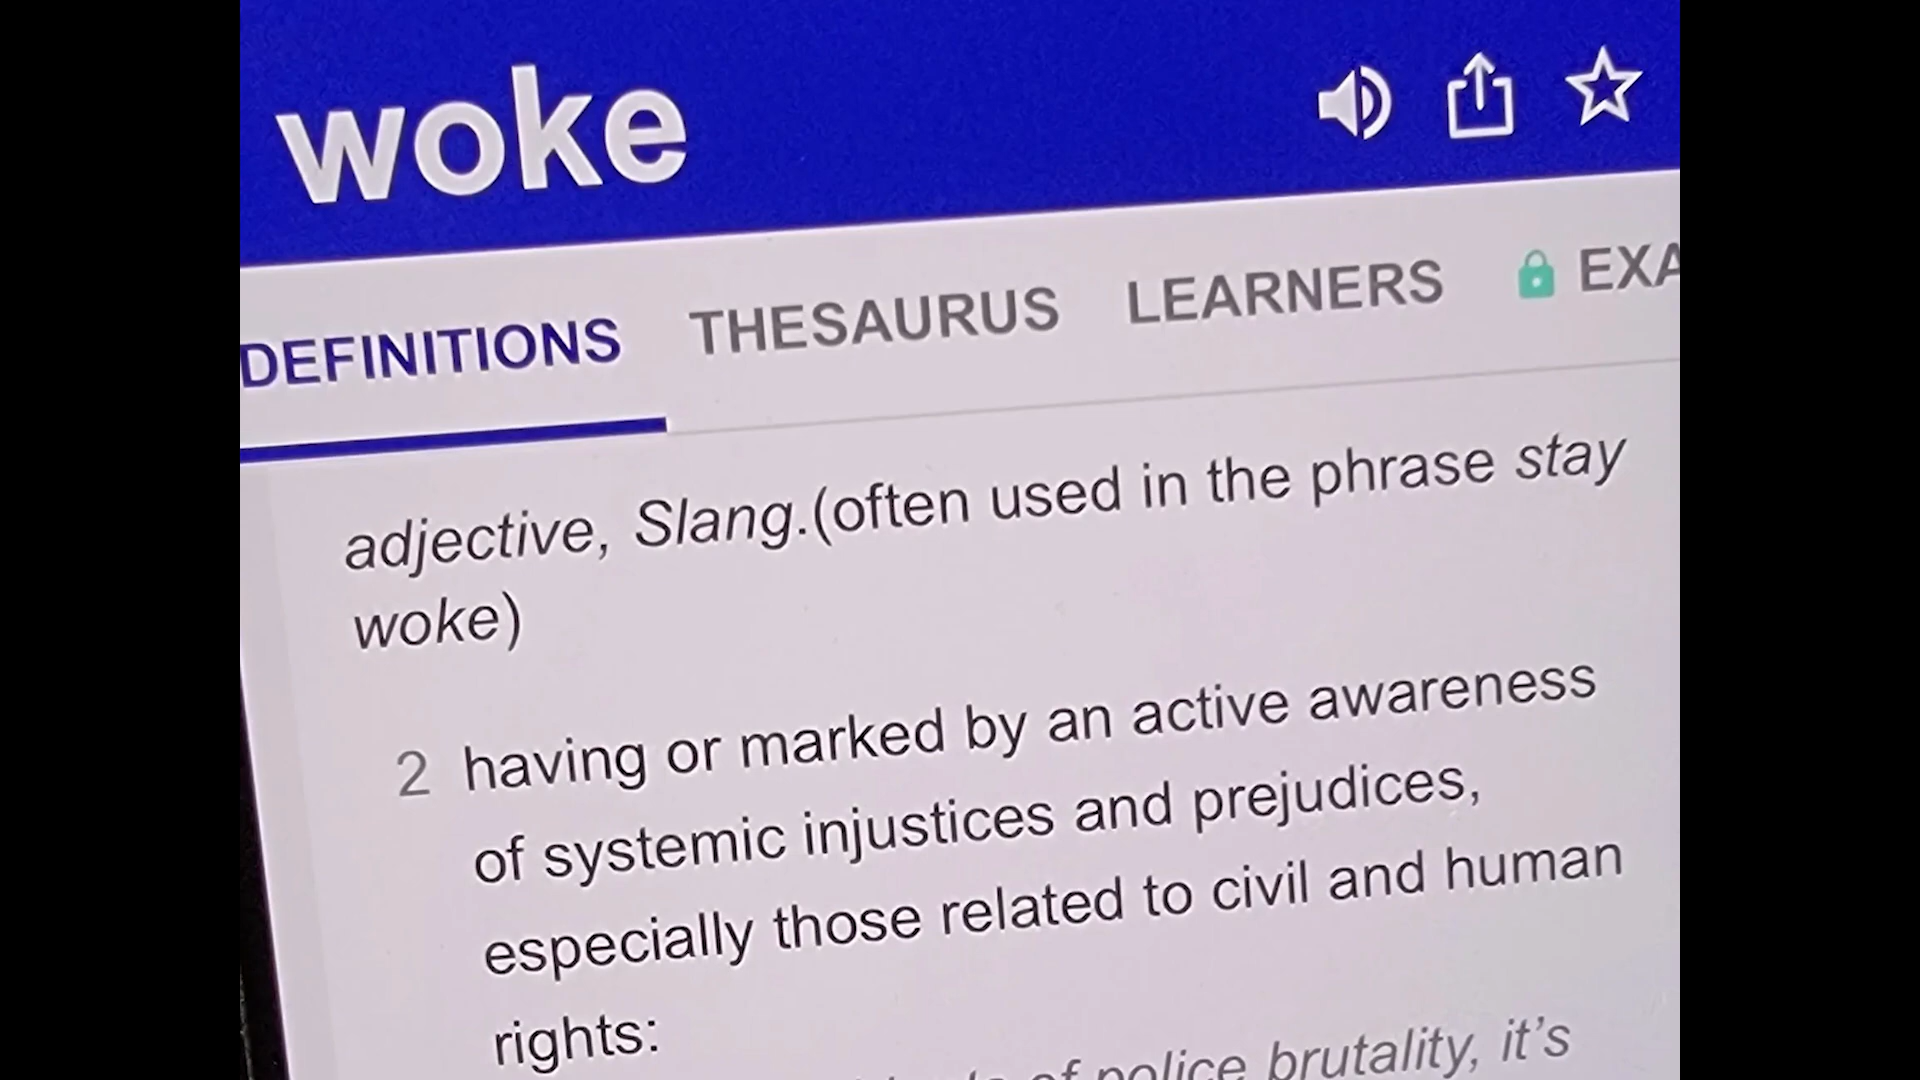 woke
DEFINITIONS THESAURUS LEARNERS EXA
adjective, Slang.(often used in the phrase stay
woke)
2 having or marked by an active awareness
of systemic injustices and prejudices,
especially those related to civil and human
rights:
of police brutality, it's